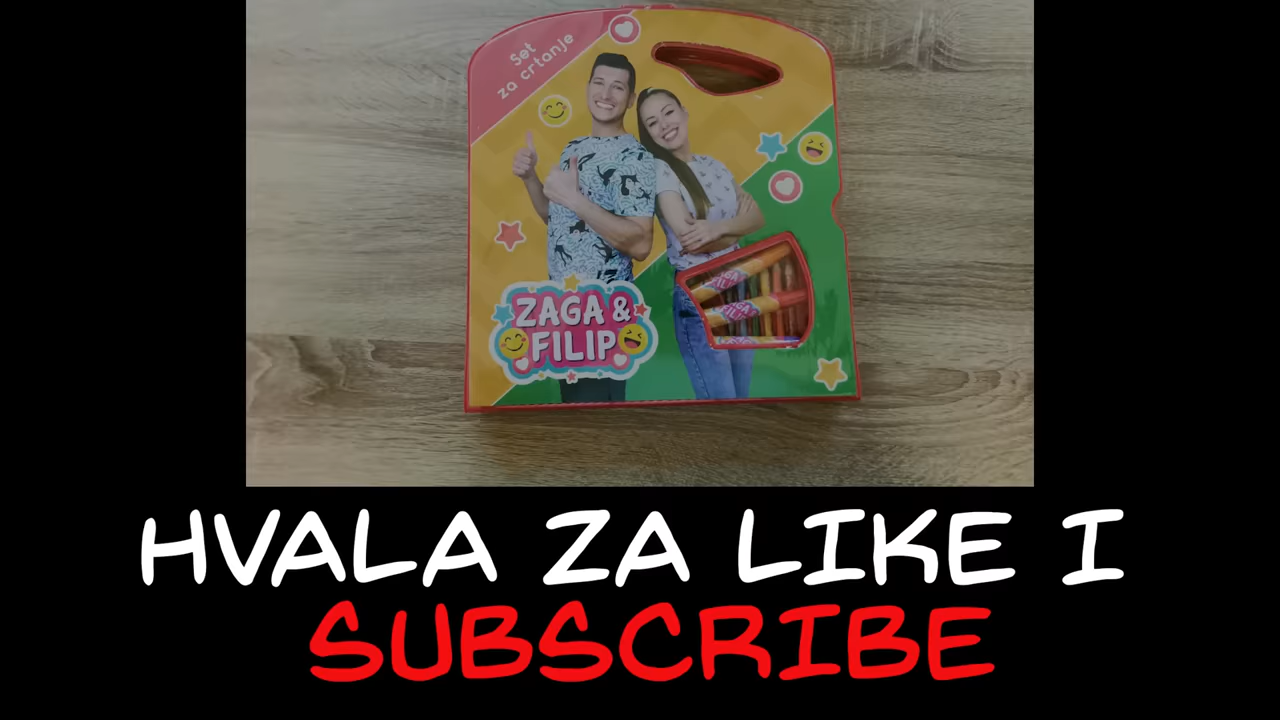 Set
za crtanje
ZAGA &
FILIP
HVALA ZA LIKE I
SUBSCRIBE